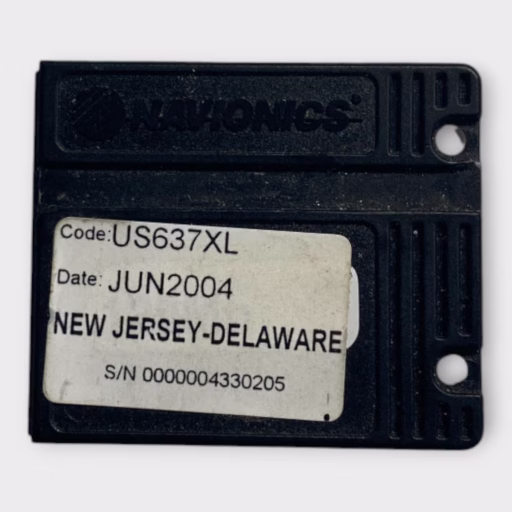 NAVIONICS
Code:US637XL
Date: JUN2004
NEW JERSEY-DELAWARE
S/N 0000004330205